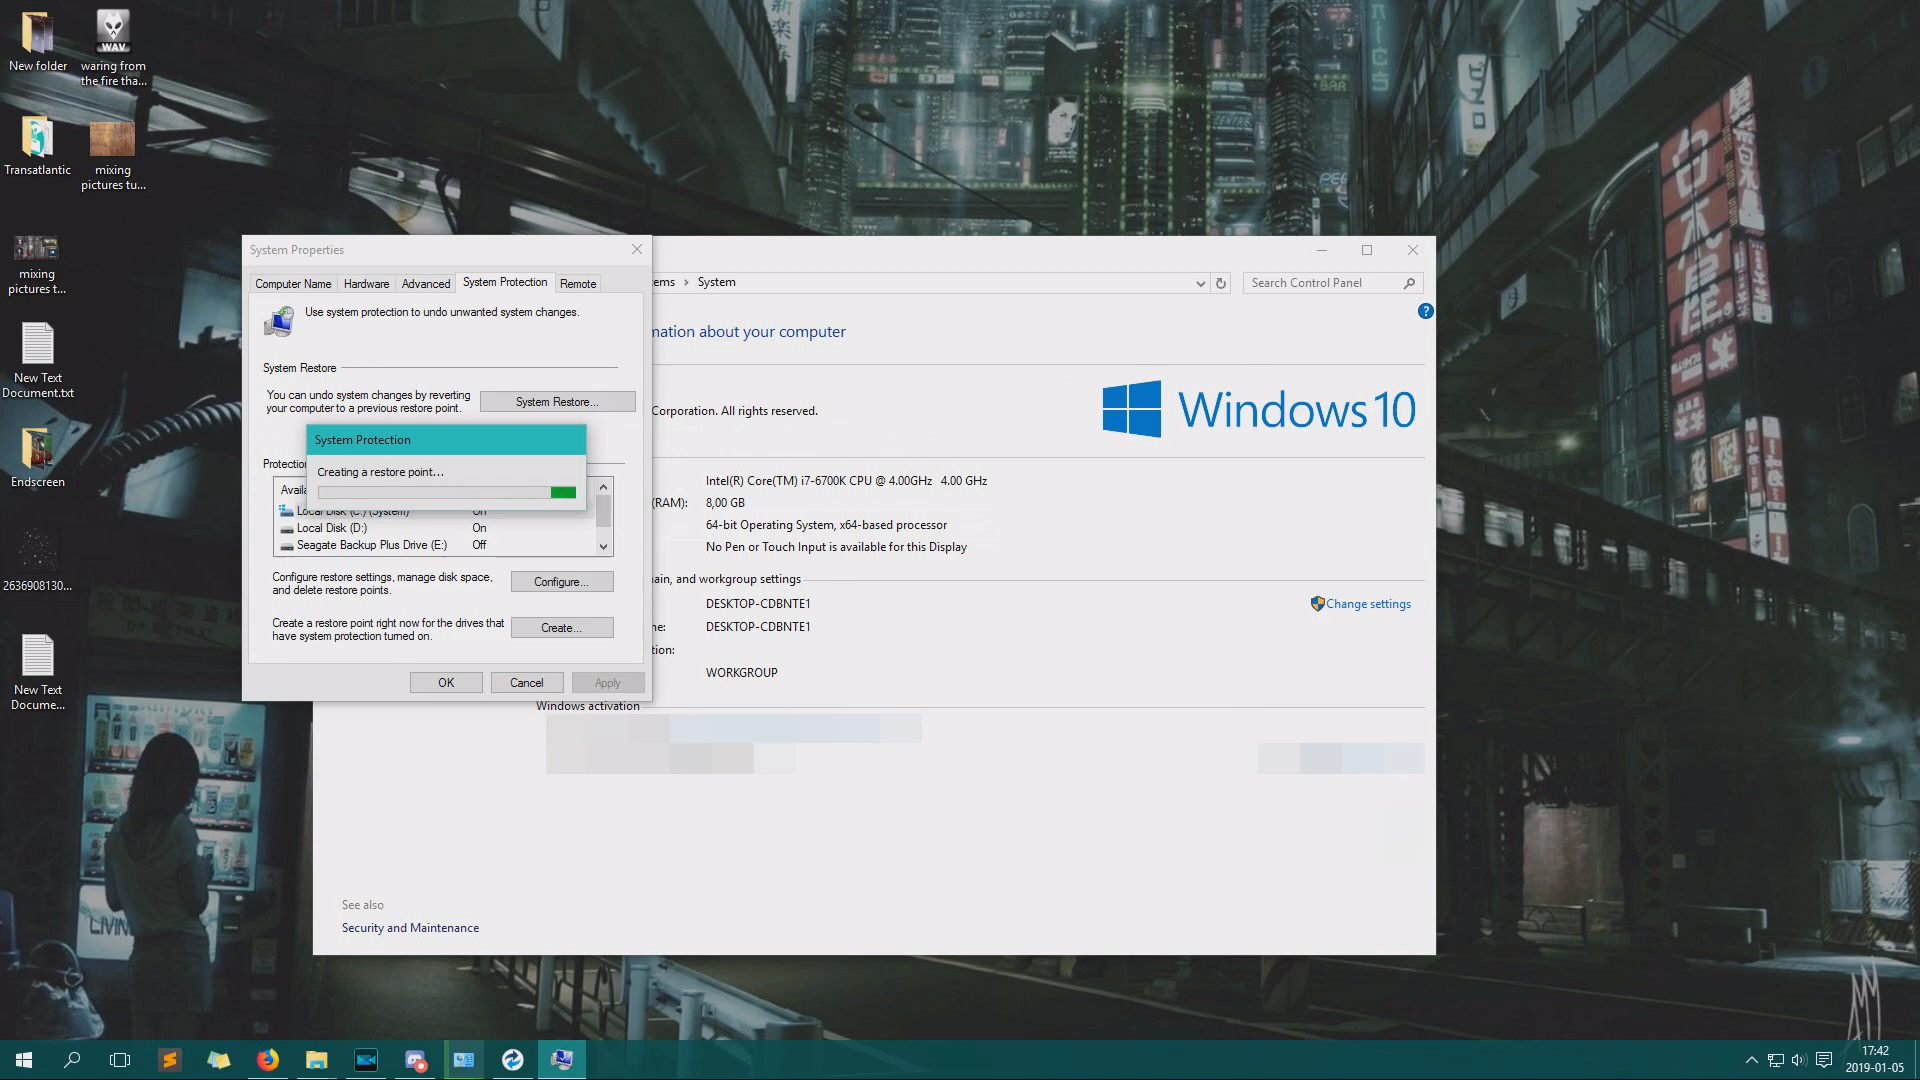 New folder
WAV
waring from
the fire tha...
Transatlantic
mixing
pictures tu...
mixing
pictures t...
New Text
Document.txt
Endscreen
2636908130...
New Text
Docume...
System Properties
Computer Name
Hardware
Advanced
System Protection
Remote
Use system protection to undo unwanted system changes.
System Restore
You can undo system changes by reverting
your computer to a previous restore point.
System Restore...
System Protection
Creating a restore point...
Protection
Availa
Local Disk (C:) (System) On
Local Disk (D:) On
Seagate Backup Plus Drive (E:) Off
Configure restore settings, manage disk space,
and delete restore points.
Configure...
Create a restore point right now for the drives that
have system protection turned on.
Create...
OK
Cancel
Apply
ems › System
Search Control Panel
?
mation about your computer
Corporation. All rights reserved.
Windows 10
Intel(R) Core(TM) i7-6700K CPU @ 4.00GHz 4.00 GHz
(RAM): 8,00 GB
64-bit Operating System, x64-based processor
No Pen or Touch Input is available for this Display
ain, and workgroup settings
DESKTOP-CDBNTE1
Change settings
me: DESKTOP-CDBNTE1
tion:
WORKGROUP
Windows activation
See also
Security and Maintenance
BAR
LIVIN
17:42
2019-01-05